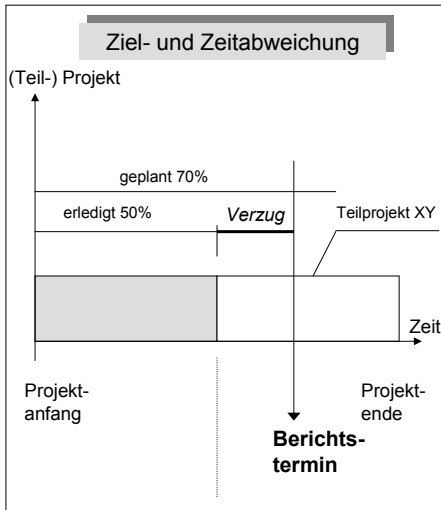 Ziel- und Zeitabweichung
(Teil-) Projekt
geplant 70%
erledigt 50%
Verzug
Teilprojekt XY
Zeit
Projekt-
anfang
Projekt-
ende
Berichts-
termin